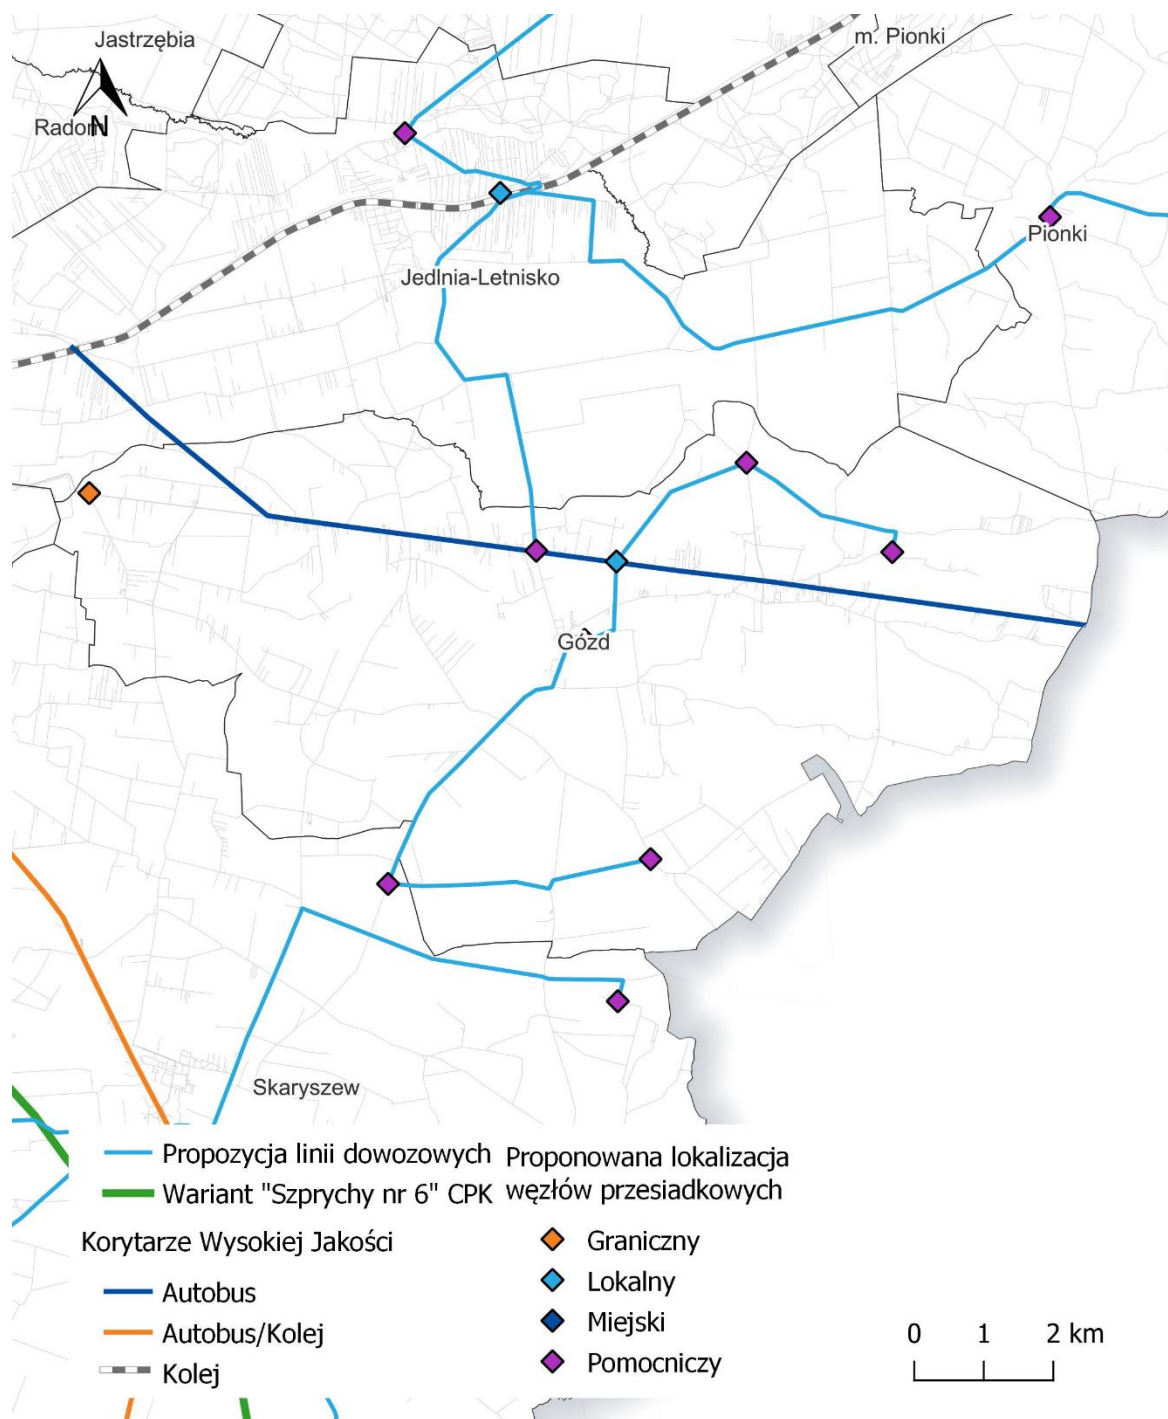 Jastrzębia
m. Pionki
Radom
N
Pionki
Jedlnia-Letnisko
Gózd
Skaryszew
Propozycja linii dowozowych
Wariant "Szprychy nr 6" CPK
Korytarze Wysokiej Jakości
Autobus
Autobus/Kolej
Kolej
Proponowana lokalizacja
węzłów przesiadkowych
Graniczny
Lokalny
Miejski
Pomocniczy
0 1 2 km